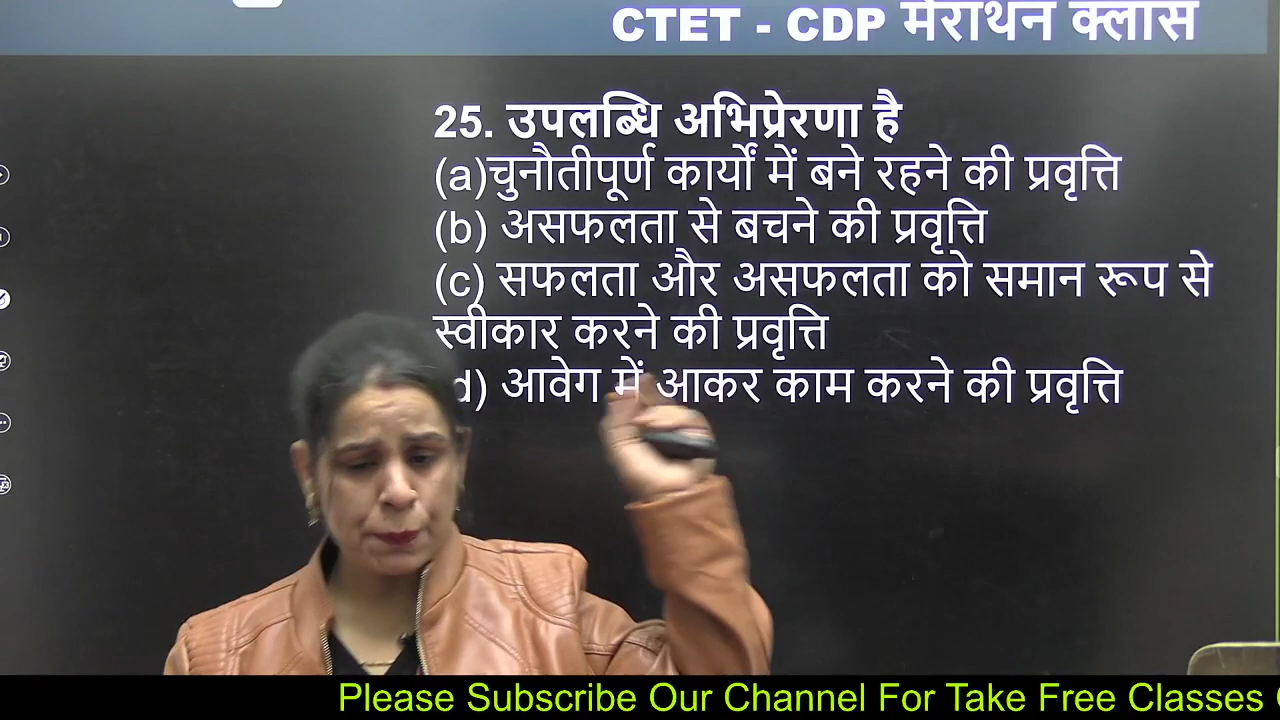 CTET - CDP मैराथन क्लास
25. उपलब्धि अभिप्रेरणा है
(a)चुनौतीपूर्ण कार्यों में बने रहने की प्रवृत्ति
(b) असफलता से बचने की प्रवृत्ति
(c) सफलता और असफलता को समान रूप से
स्वीकार करने की प्रवृत्ति
d) आवेग में आकर काम करने की प्रवृत्ति
Please Subscribe Our Channel For Take Free Classes